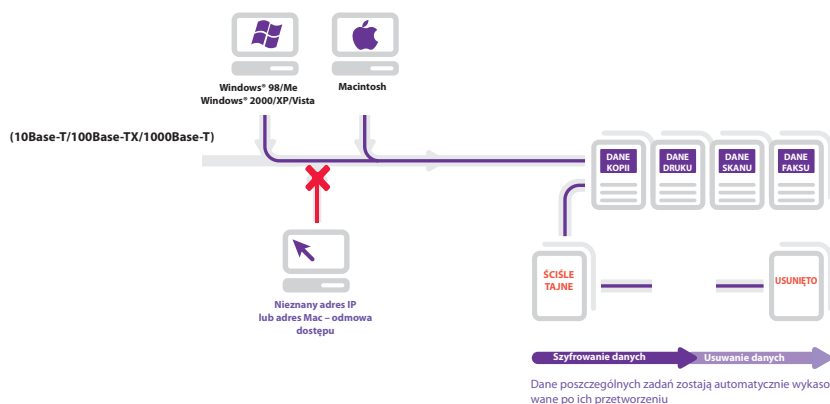 Windows® 98/Me
Windows® 2000/XP/Vista
Macintosh
(10Base-T/100Base-TX/1000Base-T)
DANE
KOPII
DANE
DRUKU
DANE
SKANU
DANE
FAKSU
Nieznany adres IP
lub adres Mac – odmowa
dostępu
ŚCIŚLE
TAJNE
USUNIĘTO
Szyfrowanie danych
Usuwanie danych
Dane poszczególnych zadań zostają automatycznie wykaso
wane po ich przetworzeniu